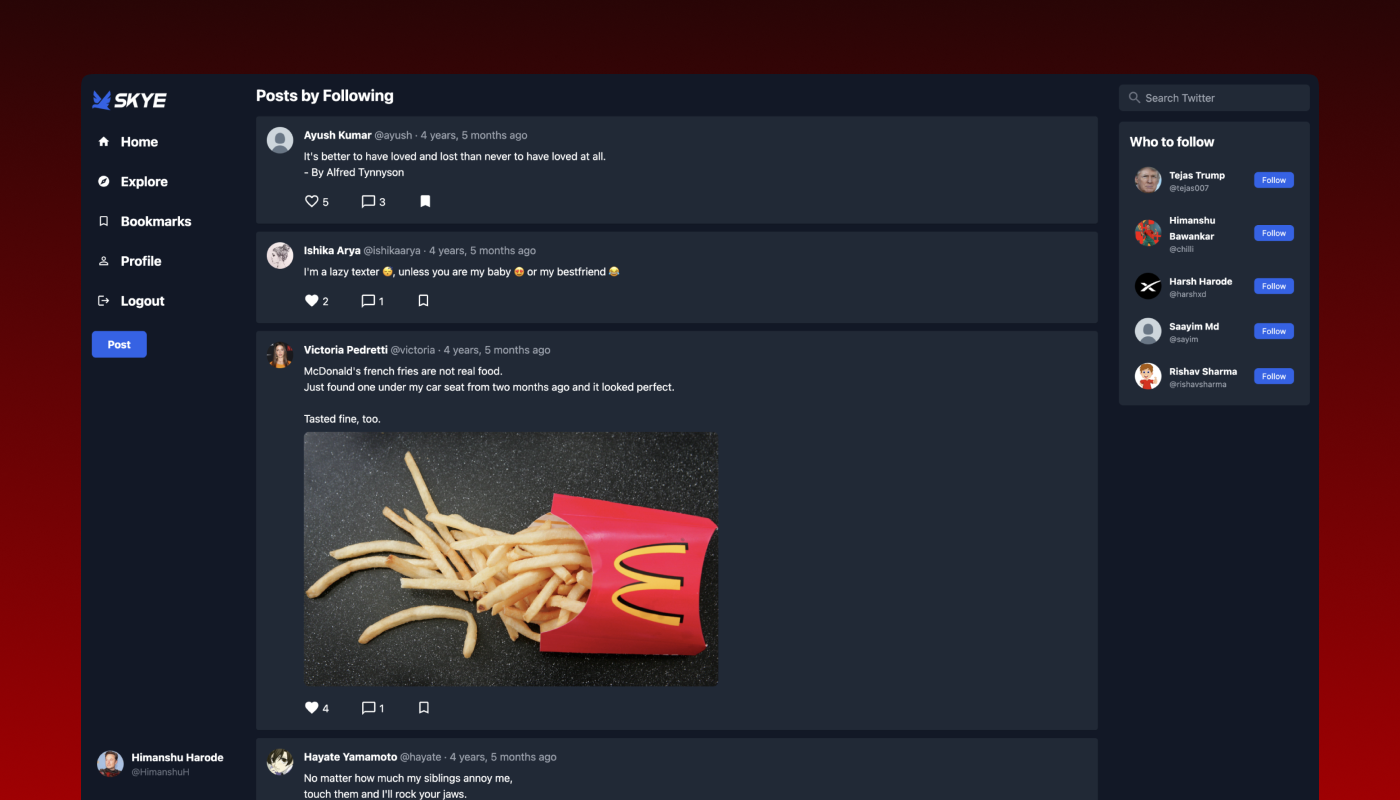 SKYE
Home
Explore
Bookmarks
Profile
Logout
Post
Himanshu Harode
@HimanshuH
Posts by Following
Ayush Kumar @ayush · 4 years, 5 months ago
It's better to have loved and lost than never to have loved at all.
- By Alfred Tynnyson
5 3
Ishika Arya @ishikaarya · 4 years, 5 months ago
I'm a lazy texter 😴, unless you are my baby 😍 or my bestfriend 😂
2 1
Victoria Pedretti @victoria · 4 years, 5 months ago
McDonald's french fries are not real food.
Just found one under my car seat from two months ago and it looked perfect.
Tasted fine, too.
4 1
Hayate Yamamoto @hayate · 4 years, 5 months ago
No matter how much my siblings annoy me,
touch them and I'll rock your jaws.
Search Twitter
Who to follow
Tejas Trump
@tejas007
Follow
Himanshu
Bawankar
@chilli
Follow
Harsh Harode
@harshxd
Follow
Saayim Md
@sayim
Follow
Rishav Sharma
@rishavsharma
Follow